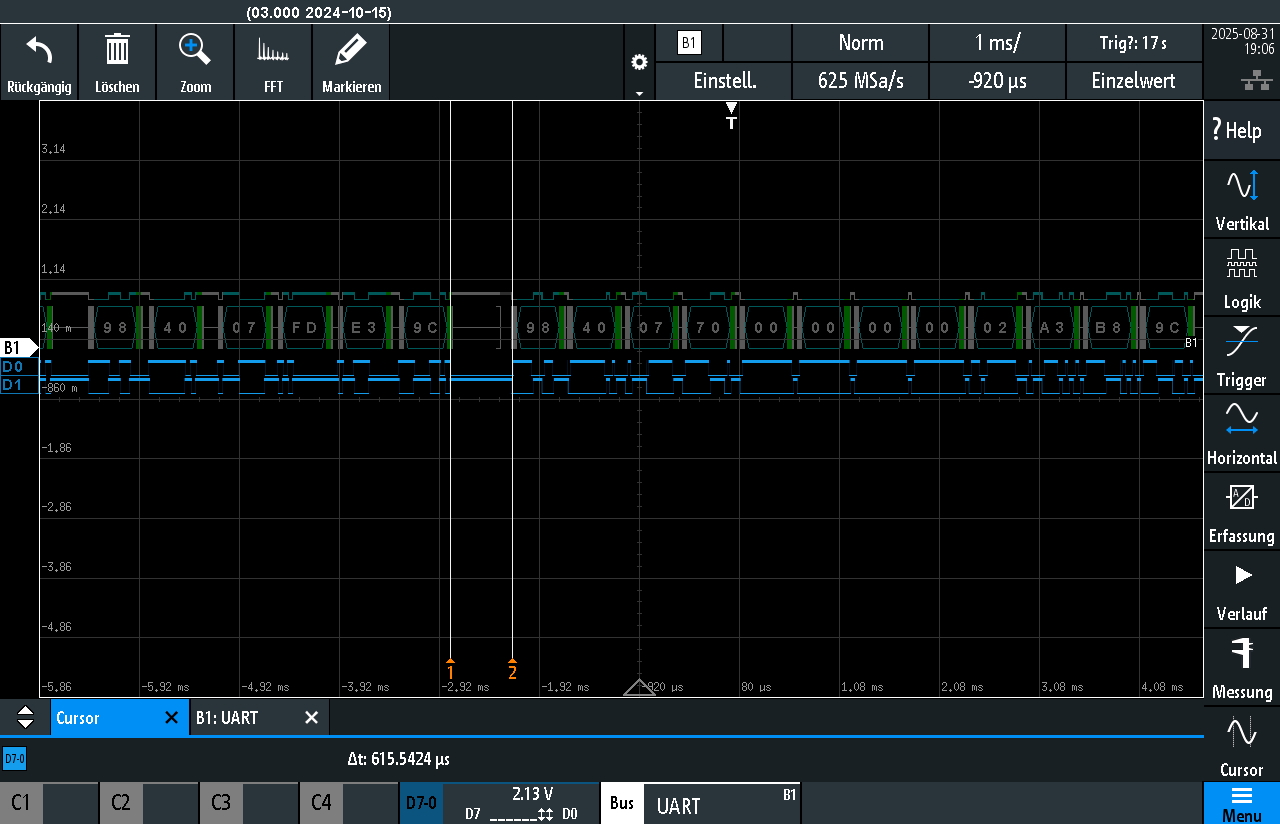 (03.000 2024-10-15)
Rückgängig
Löschen
Zoom
FFT
Markieren
B1
Norm
1 ms/
Trig?: 17 s
Einstell.
625 MSa/s
-920 µs
Einzelwert
2025-08-31
19:06
T
3.14
2.14
1.14
140 m
-860 m
-1.86
-2.86
-3.86
-4.86
-5.86
B1
D0
D1
98 40 07 FD E3 9C
98 40 07 70 00 00 00 00 02 A3 B8 9C
B1
1
2
-5.92 ms
-4.92 ms
-3.92 ms
-2.92 ms
-1.92 ms
80 µs
1.08 ms
2.08 ms
3.08 ms
4.08 ms
? Help
Vertikal
Logik
Trigger
Horizontal
A/D
Erfassung
Verlauf
Messung
Cursor
Menu
Cursor
B1: UART
D7-0
Δt: 615.5424 µs
C1
C2
C3
C4
D7-0
2.13 V
D7
D0
Bus
UART
B1